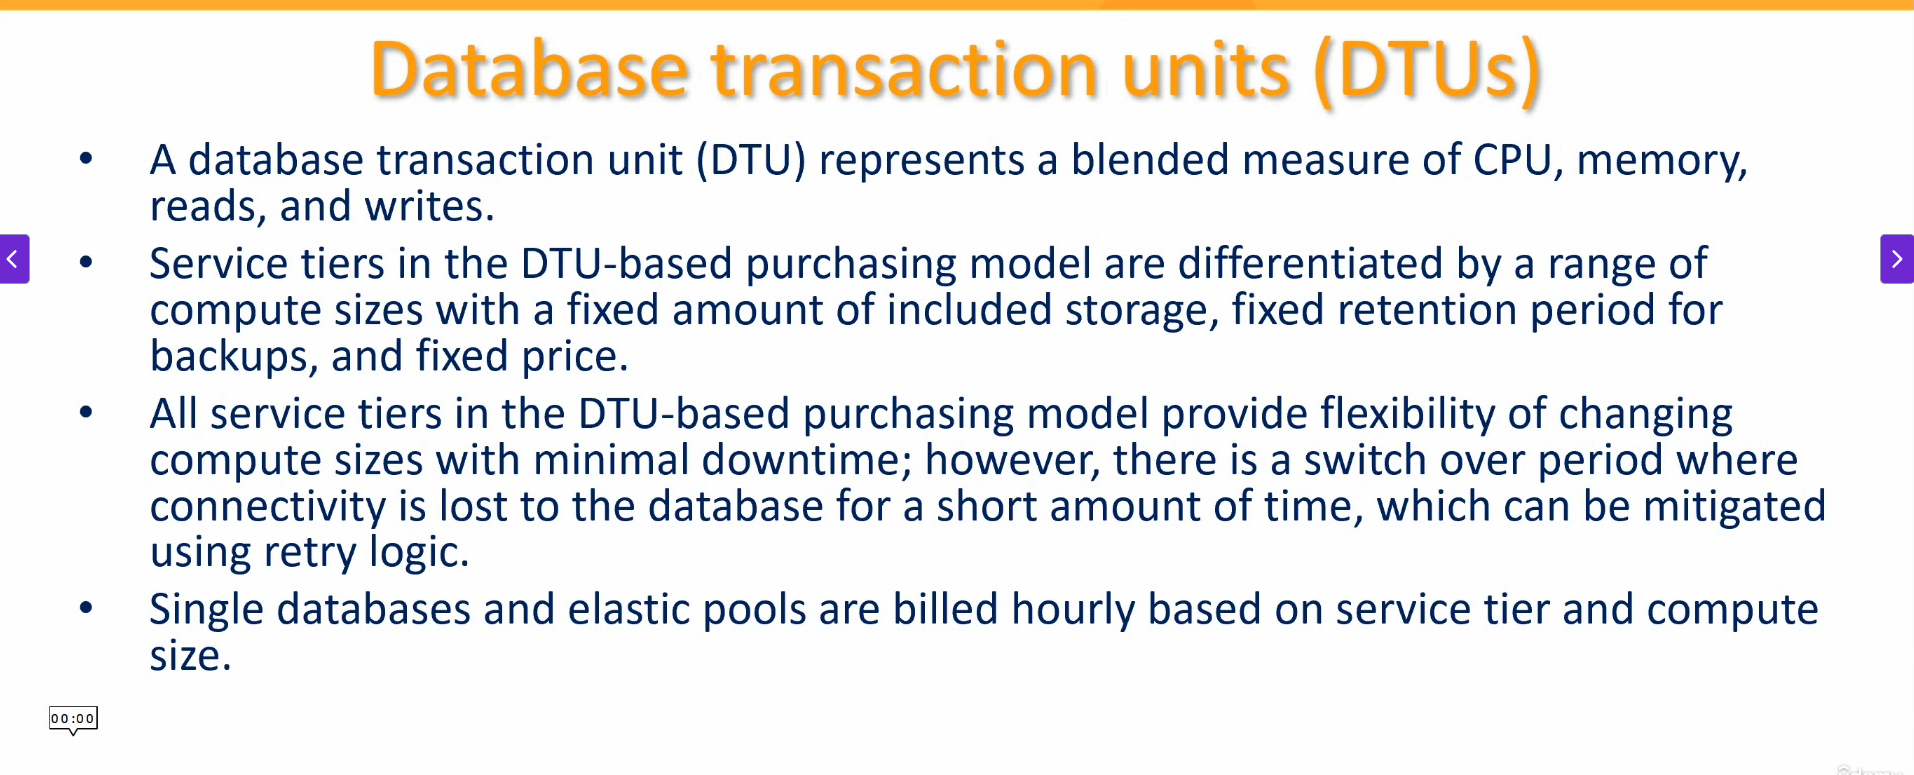 Database transaction units (DTUs)
• A database transaction unit (DTU) represents a blended measure of CPU, memory,
reads, and writes.
• Service tiers in the DTU-based purchasing model are differentiated by a range of
compute sizes with a fixed amount of included storage, fixed retention period for
backups, and fixed price.
• All service tiers in the DTU-based purchasing model provide flexibility of changing
compute sizes with minimal downtime; however, there is a switch over period where
connectivity is lost to the database for a short amount of time, which can be mitigated
using retry logic.
• Single databases and elastic pools are billed hourly based on service tier and compute
size.
00:00